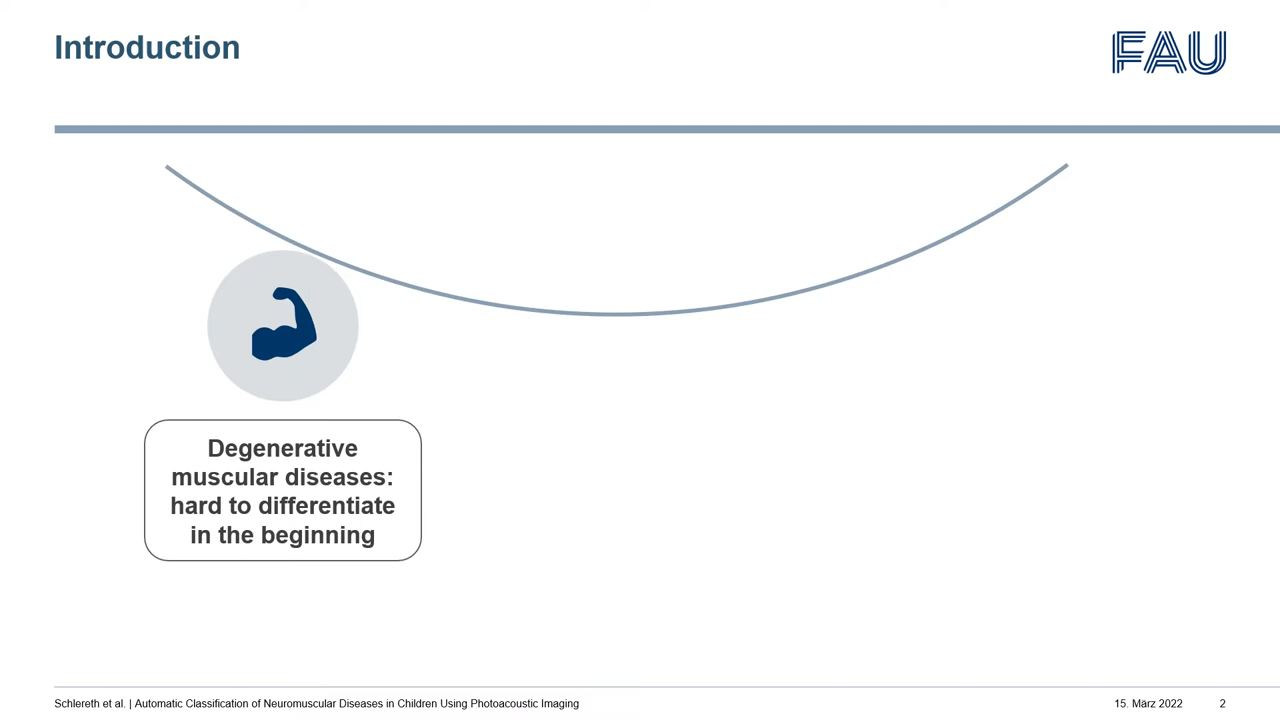 Introduction
FAU
Degenerative
muscular diseases:
hard to differentiate
in the beginning
Schlereth et al. | Automatic Classification of Neuromuscular Diseases in Children Using Photoacoustic Imaging
15. März 2022
2